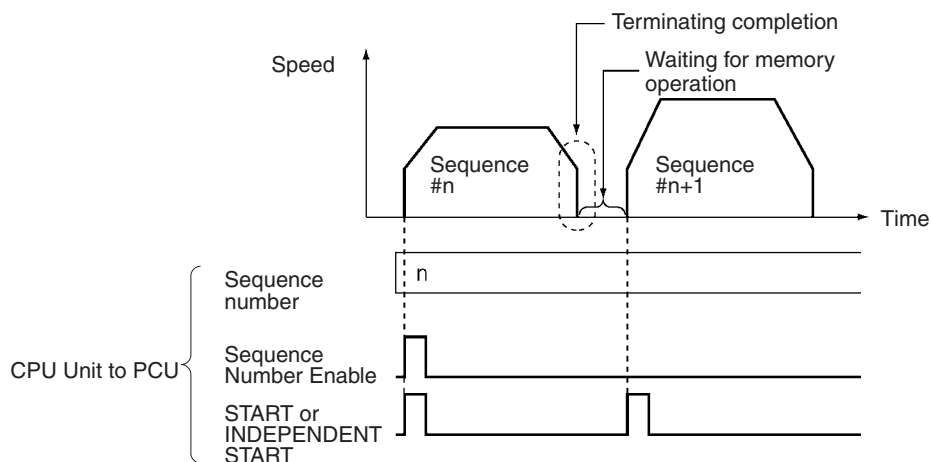 Terminating completion
Waiting for memory
operation
Speed
Sequence
#n
Sequence
#n+1
Time
Sequence
number
n
CPU Unit to PCU
Sequence
Number Enable
START or
INDEPENDENT
START